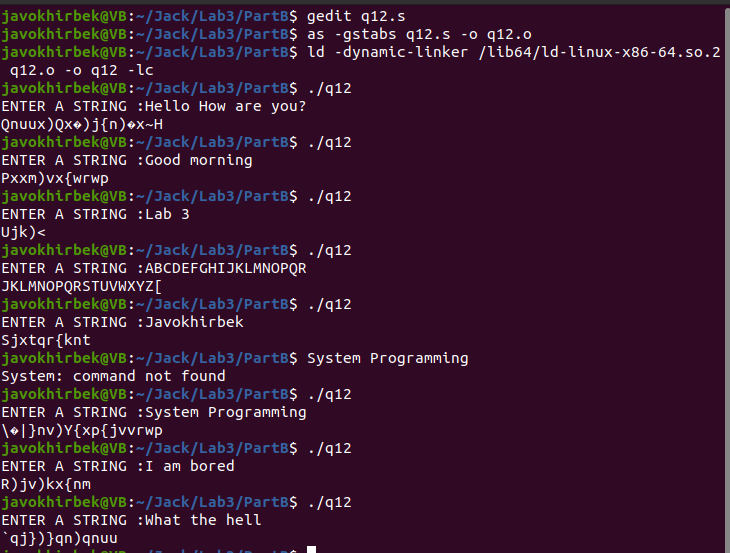 javokhirbek@VB:~/Jack/Lab3/PartB$ gedit q12.s
javokhirbek@VB:~/Jack/Lab3/PartB$ as -gstabs q12.s -o q12.o
javokhirbek@VB:~/Jack/Lab3/PartB$ ld -dynamic-linker /lib64/ld-linux-x86-64.so.2
 q12.o -o q12 -lc
javokhirbek@VB:~/Jack/Lab3/PartB$ ./q12
ENTER A STRING :Hello How are you?
Qnuux)Qx�)j{n)�x~H
javokhirbek@VB:~/Jack/Lab3/PartB$ ./q12
ENTER A STRING :Good morning
Pxxm)vx{wrwp
javokhirbek@VB:~/Jack/Lab3/PartB$ ./q12
ENTER A STRING :Lab 3
Ujk)<
javokhirbek@VB:~/Jack/Lab3/PartB$ ./q12
ENTER A STRING :ABCDEFGHIJKLMNOPQR
JKLMNOPQRSTUVWXYZ[
javokhirbek@VB:~/Jack/Lab3/PartB$ ./q12
ENTER A STRING :Javokhirbek
Sjxtqr{knt
javokhirbek@VB:~/Jack/Lab3/PartB$ System Programming
System: command not found
javokhirbek@VB:~/Jack/Lab3/PartB$ ./q12
ENTER A STRING :System Programming
\�|}nv)Y{xp{jvvrwp
javokhirbek@VB:~/Jack/Lab3/PartB$ ./q12
ENTER A STRING :I am bored
R)jv)kx{nm
javokhirbek@VB:~/Jack/Lab3/PartB$ ./q12
ENTER A STRING :What the hell
`qj})}qn)qnuu
javokhirbek@VB:~/Jack/Lab3/PartB$